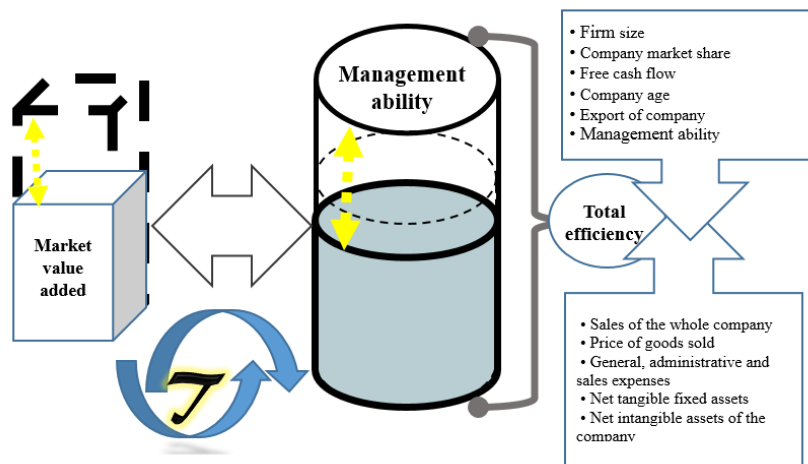 Market
value
added
T
Management
ability
Total
efficiency
• Firm size
• Company market share
• Free cash flow
• Company age
• Export of company
• Management ability
• Sales of the whole company
• Price of goods sold
• General, administrative and
sales expenses
• Net tangible fixed assets
• Net intangible assets of the
company